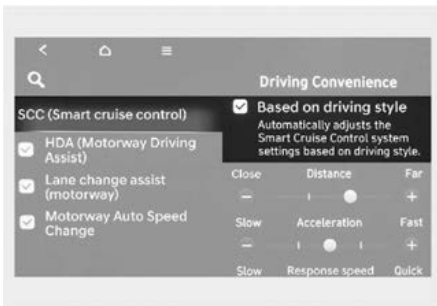 Driving Convenience
SCC (Smart cruise control)
HDA (Motorway Driving
Assist)
Lane change assist
(motorway)
Motorway Auto Speed
Change
Based on driving style
Automatically adjusts the
Smart Cruise Control system
settings based on driving style.
Close Distance Far
Slow Acceleration Fast
Slow Response speed Quick